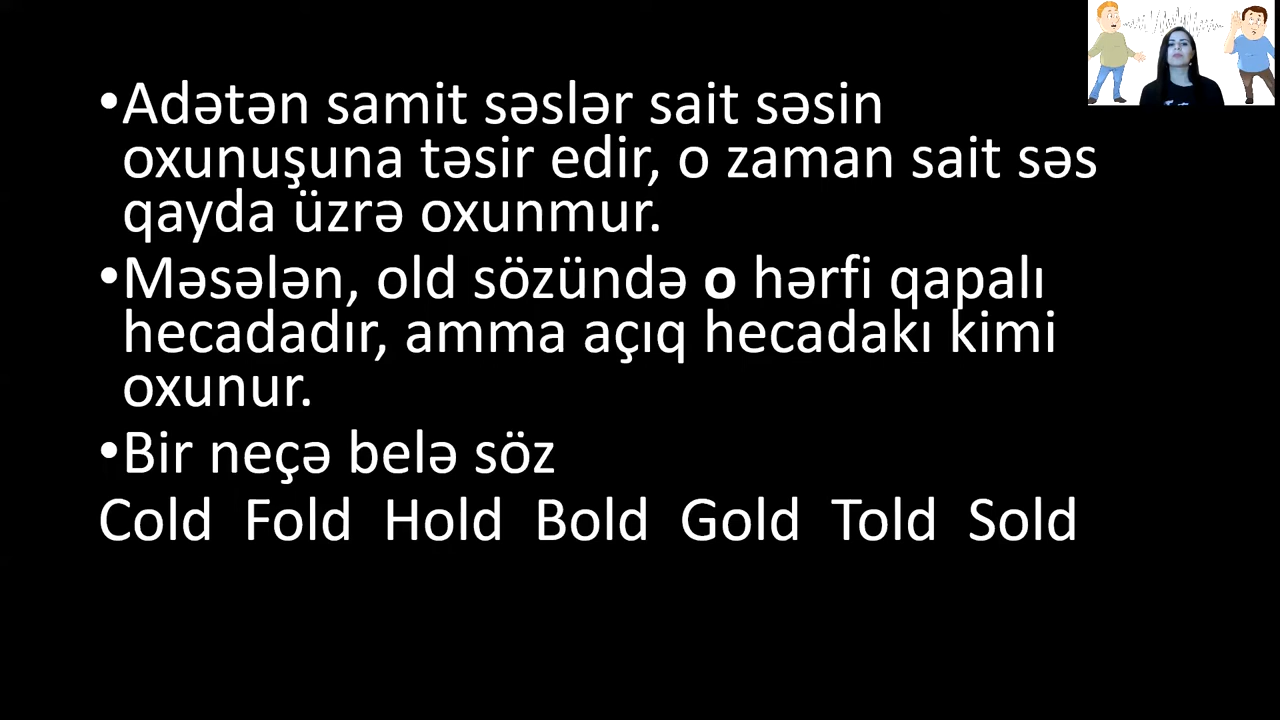 •Adətən samit səslər sait səsin
oxunuşuna təsir edir, o zaman sait səs
qayda üzrə oxunmur.
•Məsələn, old sözündə o hərfi qapalı
hecadadır, amma açıq hecadakı kimi
oxunur.
•Bir neçə belə söz
Cold Fold Hold Bold Gold Told Sold